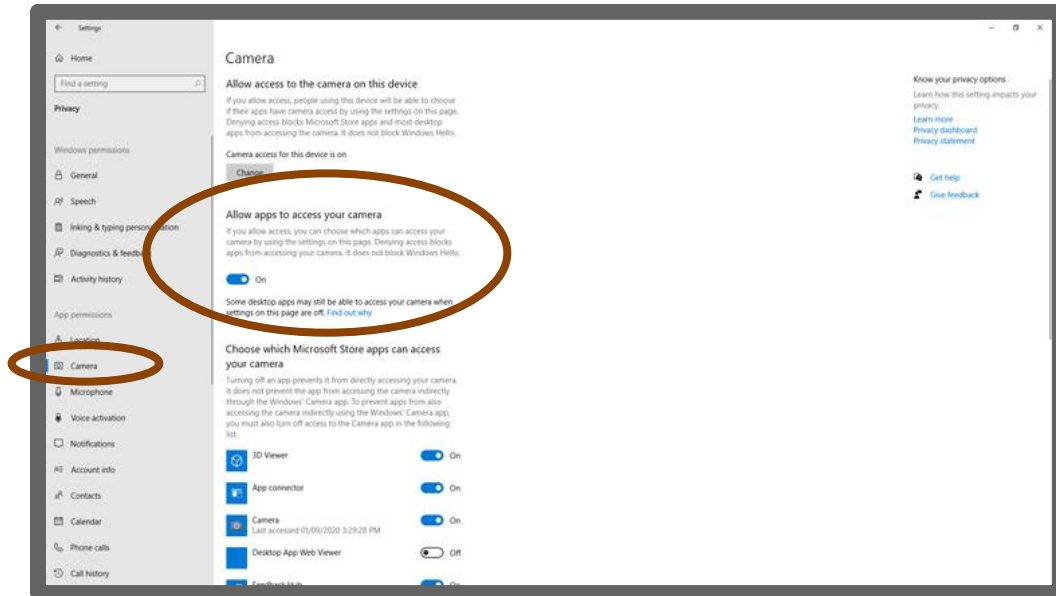 Settings
Home
Find a setting
Privacy
Windows permissions
General
Speech
Inking & typing
Diagnostics &
Activity history
App permissions
Location
Camera
Microphone
Voice activation
Notifications
Account info
Contacts
Calendar
Phone calls
Call history
Camera
Allow access to the camera on this device
If you allow access, people using this device will be able to choose
if their apps have camera access by using the settings on this page.
Denying access blocks Microsoft Store apps and most desktop
apps from accessing the camera. It does not block Windows Hello.
Camera access for this device is on
Change
Allow apps to access your camera
If you allow access, you can choose which apps can access your
camera by using the settings on this page. Denying access blocks
apps from accessing your camera. It does not block Windows Hello.
On
Some desktop apps may still be able to access your camera when
settings on this page are off. Find out why
Choose which Microsoft Store apps can access
your camera
Turning off an app prevents it from directly accessing your camera.
It does not prevent the app from accessing the camera indirectly
through the Windows' Camera app. To prevent apps from also
accessing the camera indirectly using the Windows' Camera app,
you must also turn off access to the Camera app in the following
list.
3D Viewer On
App connector On
Camera On
Last accessed 01/09/2020 3:29:28 PM
Desktop App Web Viewer Off
Feedback Hub On
Know your privacy options
Learn how this setting impacts your
privacy.
Learn more
Privacy dashboard
Privacy statement
Get help
Give feedback